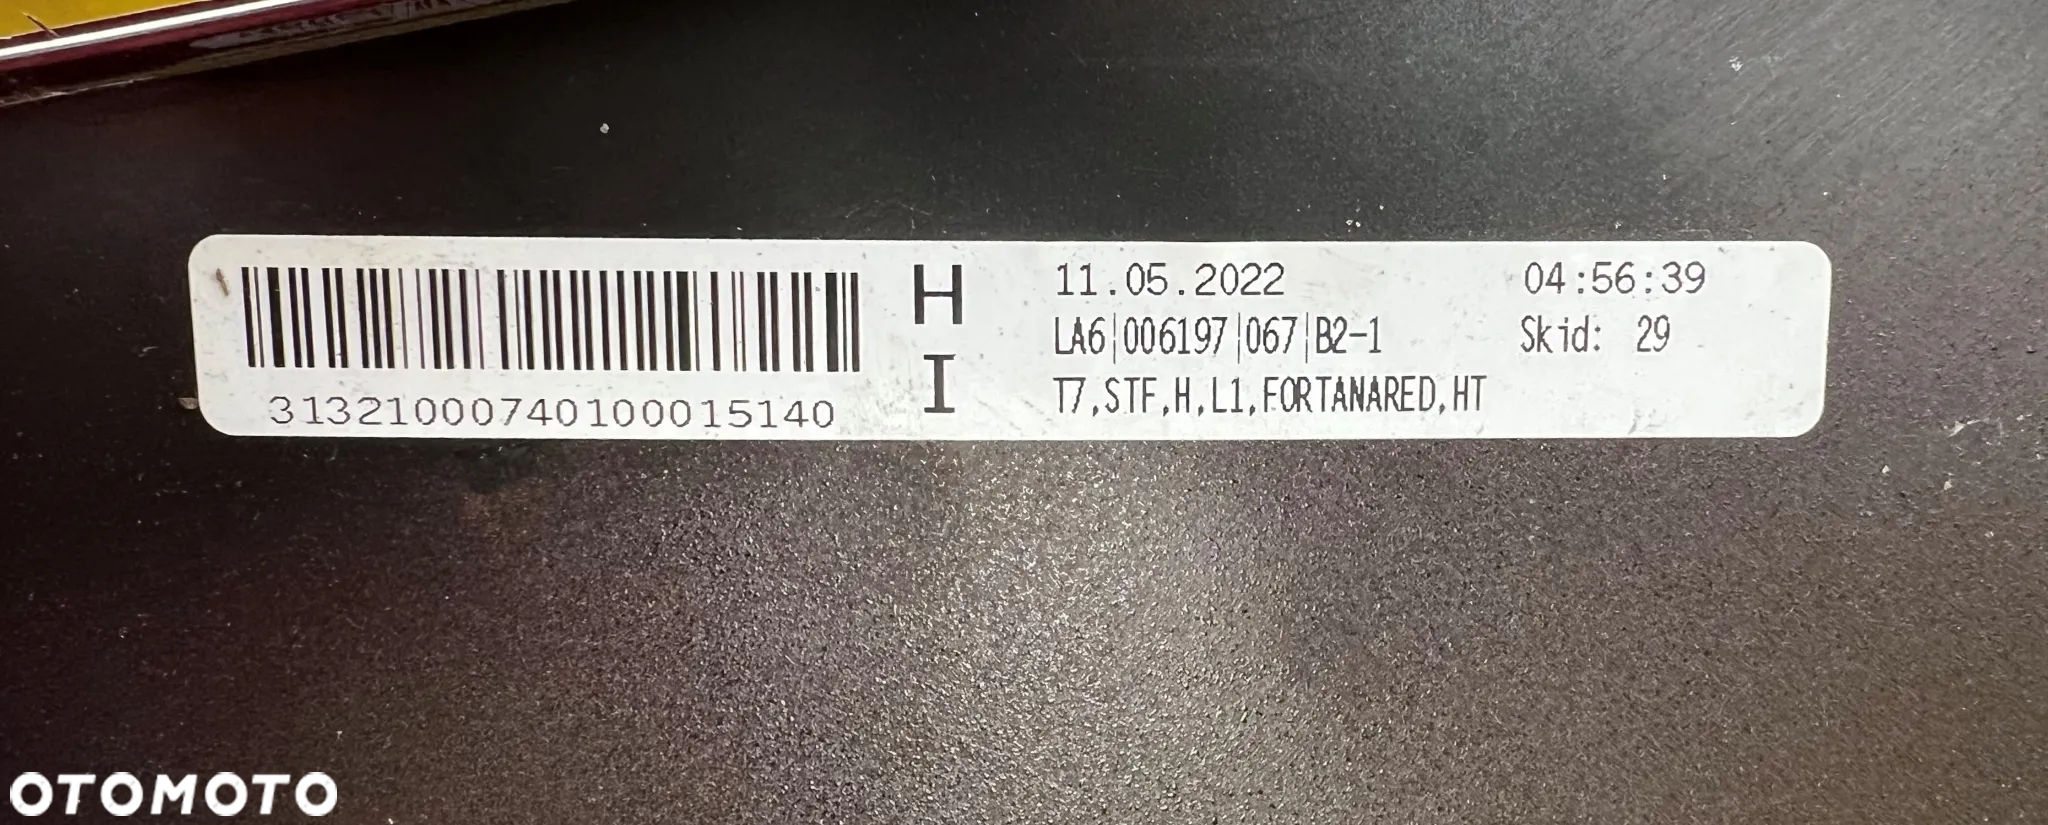 H
11.05.2022 04:56:39
LA6|006197|067|B2-1 Skid: 29
I
T7,STF,H,L1,FORTANARED,HT
31321000740100015140
OTOMOTO